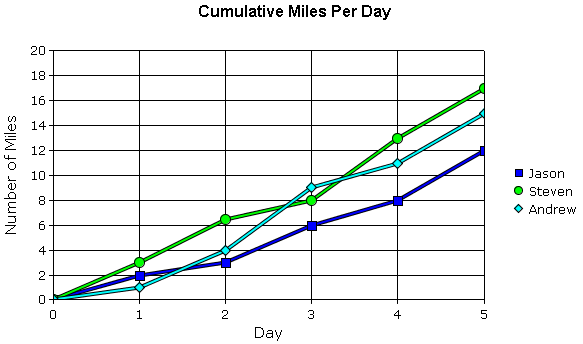 Cumulative Miles Per Day
20
18
16
14
12
10
8
6
4
2
0
Number of Miles
0 1 2 3 4 5
Day
Jason
Steven
Andrew